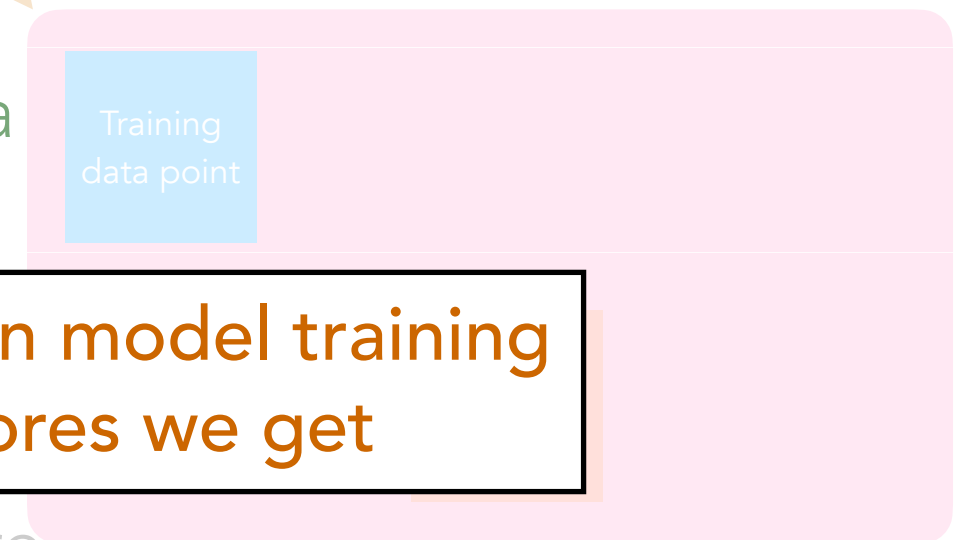 a
Training
data point
n model training
ores we get